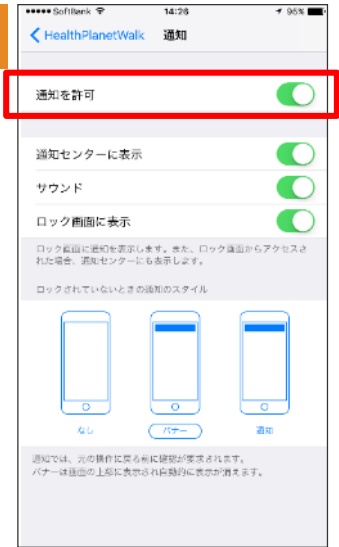 SoftBank 14:26 95%
HealthPlanetWalk 通知
通知を許可
通知センターに表示
サウンド
ロック画面に表示
ロック画面に通知を表示します。また、ロック画面からアクセスさ
れた場合、通知センターにも表示します。
ロックされていないときの通知のスタイル
なし バナー 通知
通知では、元の操作に戻る前に確認が要求されます。
バナーは画面の上部に表示され自動的に表示が消えます。